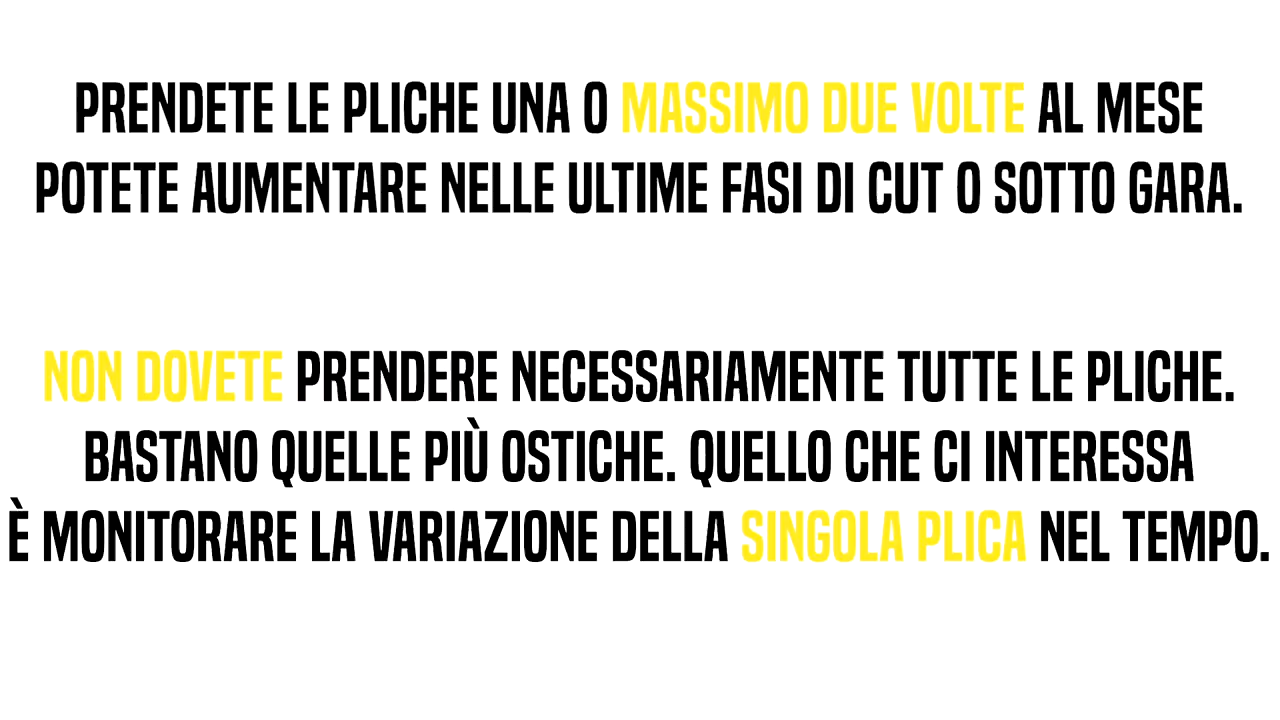 PRENDETE LE PLICHE UNA O MASSIMO DUE VOLTE AL MESE
POTETE AUMENTARE NELLE ULTIME FASI DI CUT O SOTTO GARA.
NON DOVETE PRENDERE NECESSARIAMENTE TUTTE LE PLICHE.
BASTANO QUELLE PIÙ OSTICHE. QUELLO CHE CI INTERESSA
È MONITORARE LA VARIAZIONE DELLA SINGOLA PLICA NEL TEMPO.